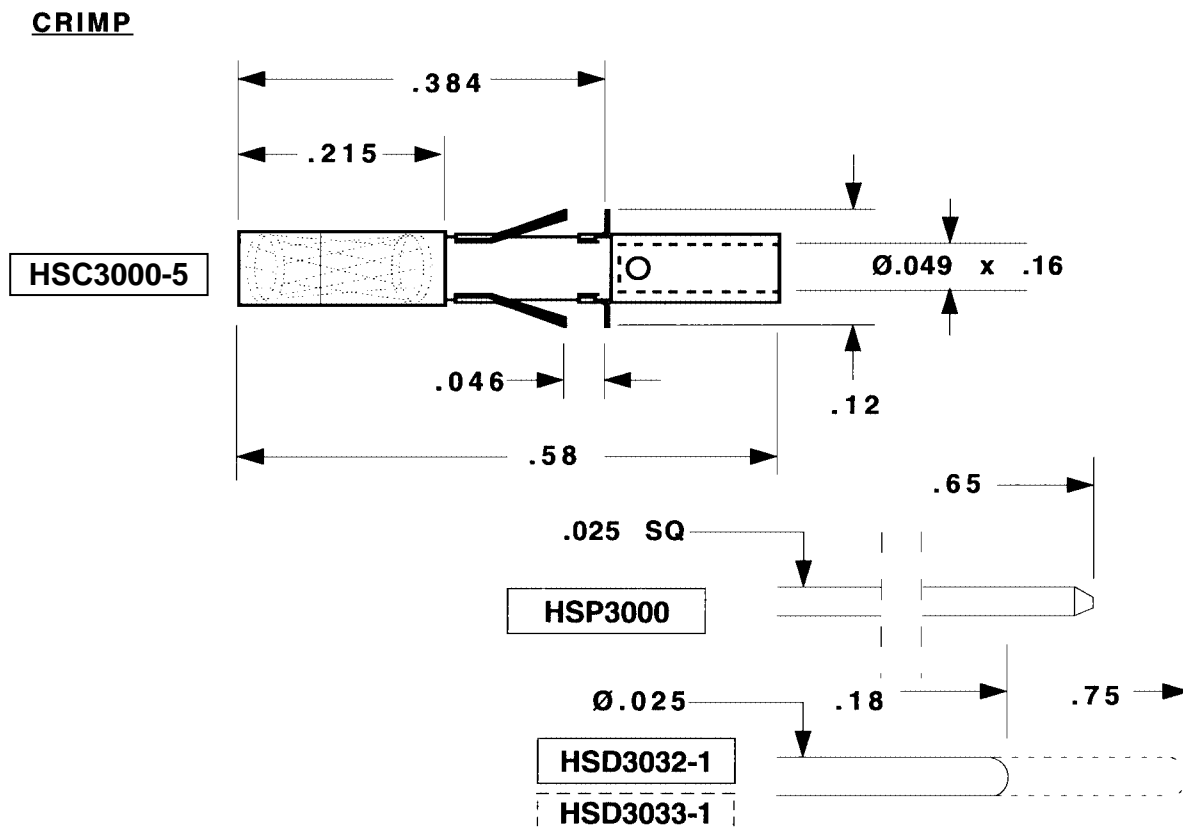 CRIMP
.384
.215
HSC3000-5
Ø.049 x .16
.046
.12
.58
.65
.025 SQ
HSP3000
Ø.025
.18
.75
HSD3032-1
HSD3033-1